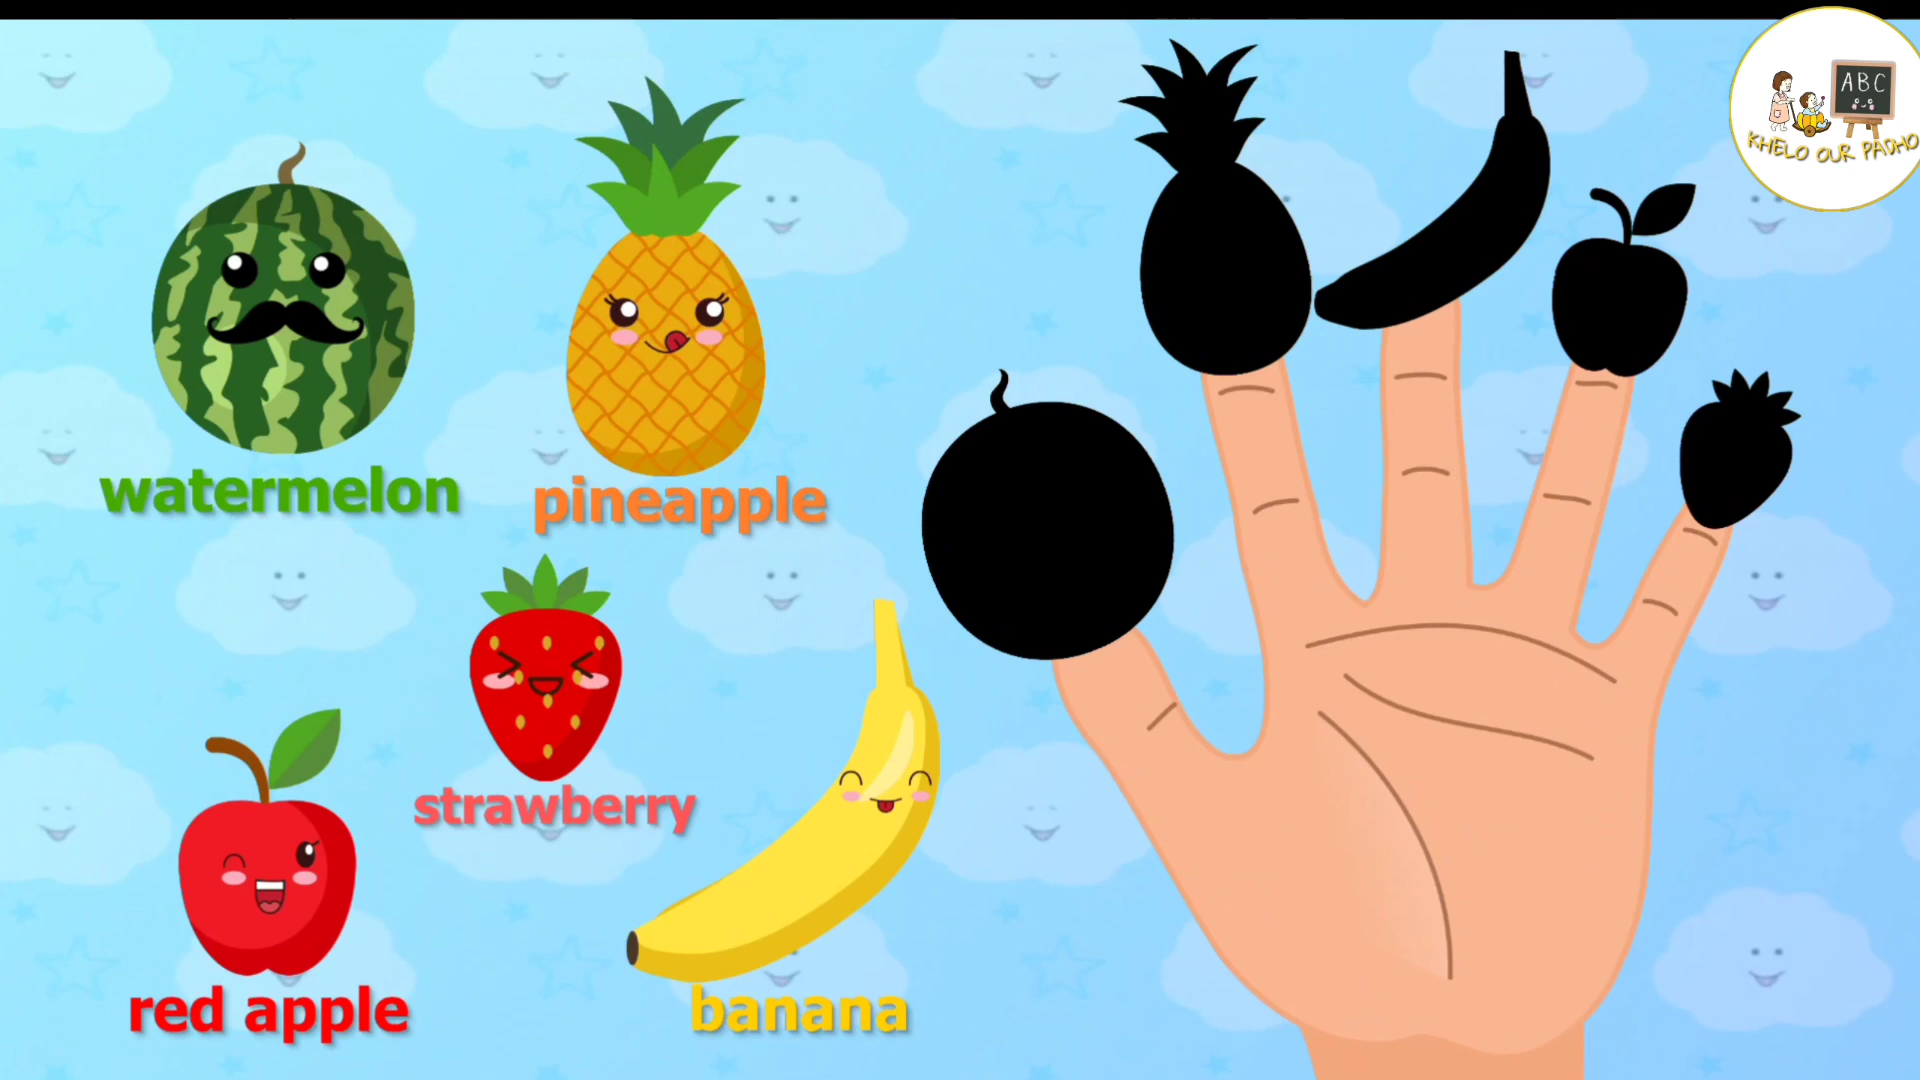 watermelon
pineapple
strawberry
red apple
banana
ABC
KHELO OUR PADHO